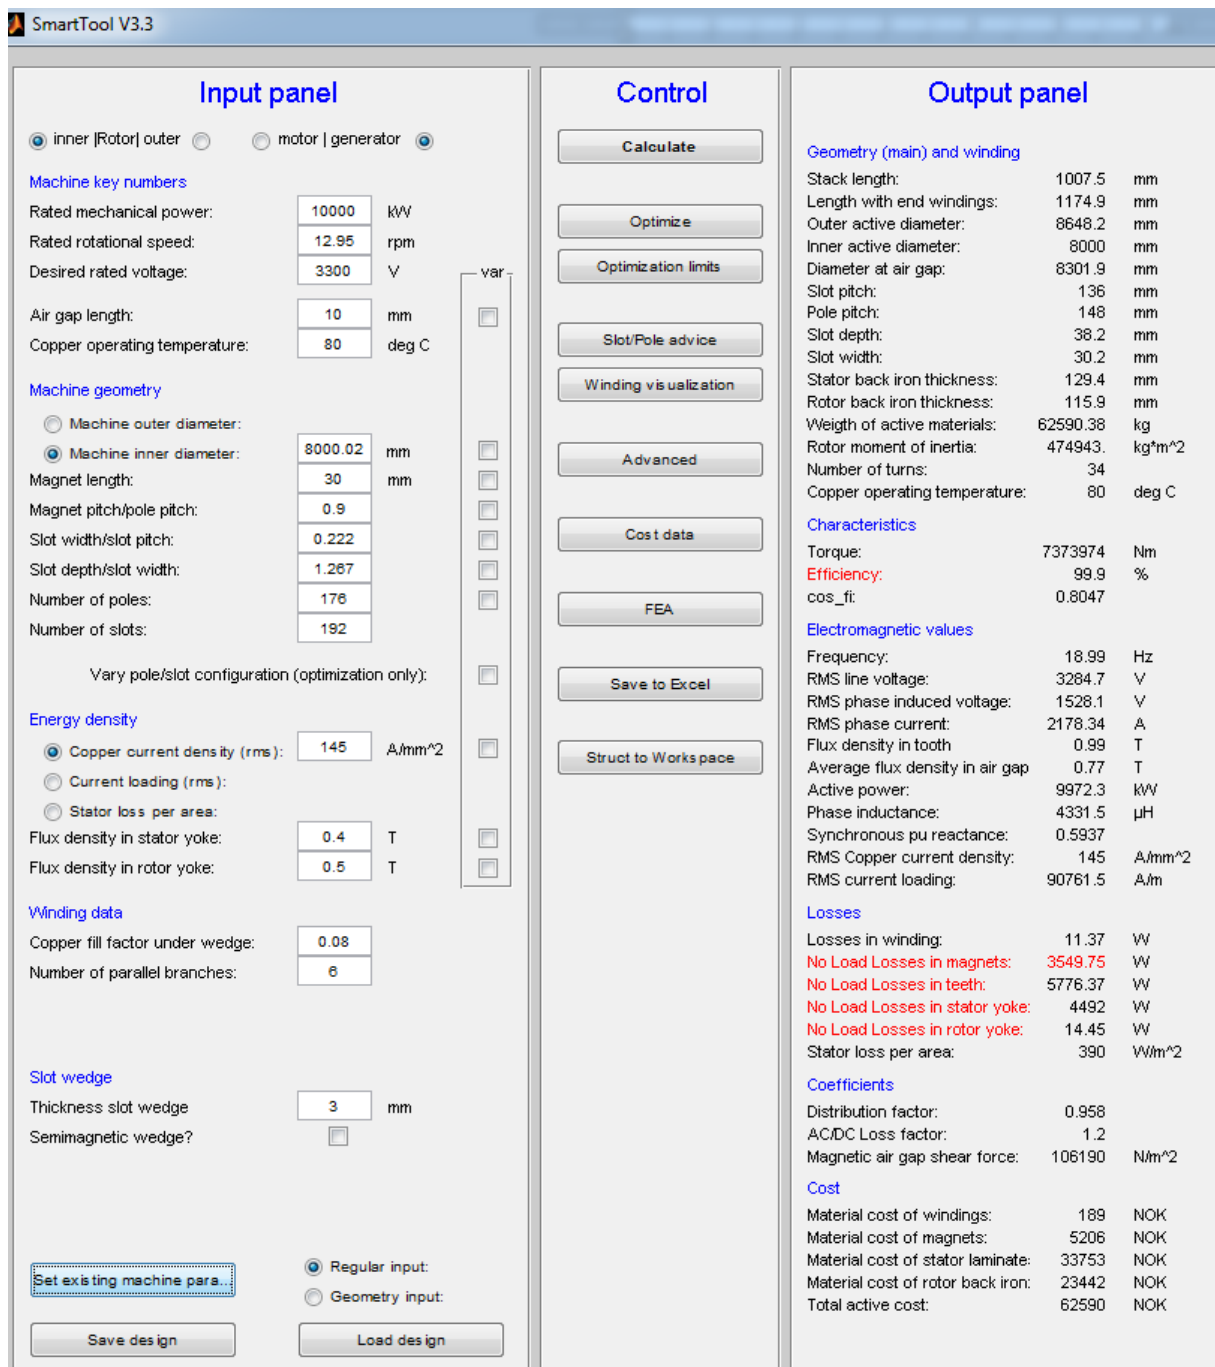 SmartTool V3.3
Input panel
inner |Rotor| outer motor | generator
Machine key numbers
Rated mechanical power: 10000 kW
Rated rotational speed: 12.95 rpm
Desired rated voltage: 3300 V
var
Air gap length: 10 mm
Copper operating temperature: 80 deg C
Machine geometry
Machine outer diameter:
Machine inner diameter: 8000.02 mm
Magnet length: 30 mm
Magnet pitch/pole pitch: 0.9
Slot width/slot pitch: 0.222
Slot depth/slot width: 1.267
Number of poles: 176
Number of slots: 192
Vary pole/slot configuration (optimization only):
Energy density
Copper current density (rms): 145 A/mm^2
Current loading (rms):
Stator loss per area:
Flux density in stator yoke: 0.4 T
Flux density in rotor yoke: 0.5 T
Winding data
Copper fill factor under wedge: 0.08
Number of parallel branches: 6
Slot wedge
Thickness slot wedge 3 mm
Semimagnetic wedge?
Set existing machine para...
Regular input:
Geometry input:
Save design
Load design
Control
Calculate
Optimize
Optimization limits
Slot/Pole advice
Winding visualization
Advanced
Cost data
FEA
Save to Excel
Struct to Workspace
Output panel
Geometry (main) and winding
Stack length: 1007.5 mm
Length with end windings: 1174.9 mm
Outer active diameter: 8648.2 mm
Inner active diameter: 8000 mm
Diameter at air gap: 8301.9 mm
Slot pitch: 136 mm
Pole pitch: 148 mm
Slot depth: 38.2 mm
Slot width: 30.2 mm
Stator back iron thickness: 129.4 mm
Rotor back iron thickness: 115.9 mm
Weigth of active materials: 62590.38 kg
Rotor moment of inertia: 474943. kg*m^2
Number of turns: 34
Copper operating temperature: 80 deg C
Characteristics
Torque: 7373974 Nm
Efficiency: 99.9 %
cos_fi: 0.8047
Electromagnetic values
Frequency: 18.99 Hz
RMS line voltage: 3284.7 V
RMS phase induced voltage: 1528.1 V
RMS phase current: 2178.34 A
Flux density in tooth 0.99 T
Average flux density in air gap 0.77 T
Active power: 9972.3 kW
Phase inductance: 4331.5 µH
Synchronous pu reactance: 0.5937
RMS Copper current density: 145 A/mm^2
RMS current loading: 90761.5 A/m
Losses
Losses in winding: 11.37 W
No Load Losses in magnets: 3549.75 W
No Load Losses in teeth: 5776.37 W
No Load Losses in stator yoke: 4492 W
No Load Losses in rotor yoke: 14.45 W
Stator loss per area: 390 W/m^2
Coefficients
Distribution factor: 0.958
AC/DC Loss factor: 1.2
Magnetic air gap shear force: 106190 N/m^2
Cost
Material cost of windings: 189 NOK
Material cost of magnets: 5206 NOK
Material cost of stator laminate: 33753 NOK
Material cost of rotor back iron: 23442 NOK
Total active cost: 62590 NOK